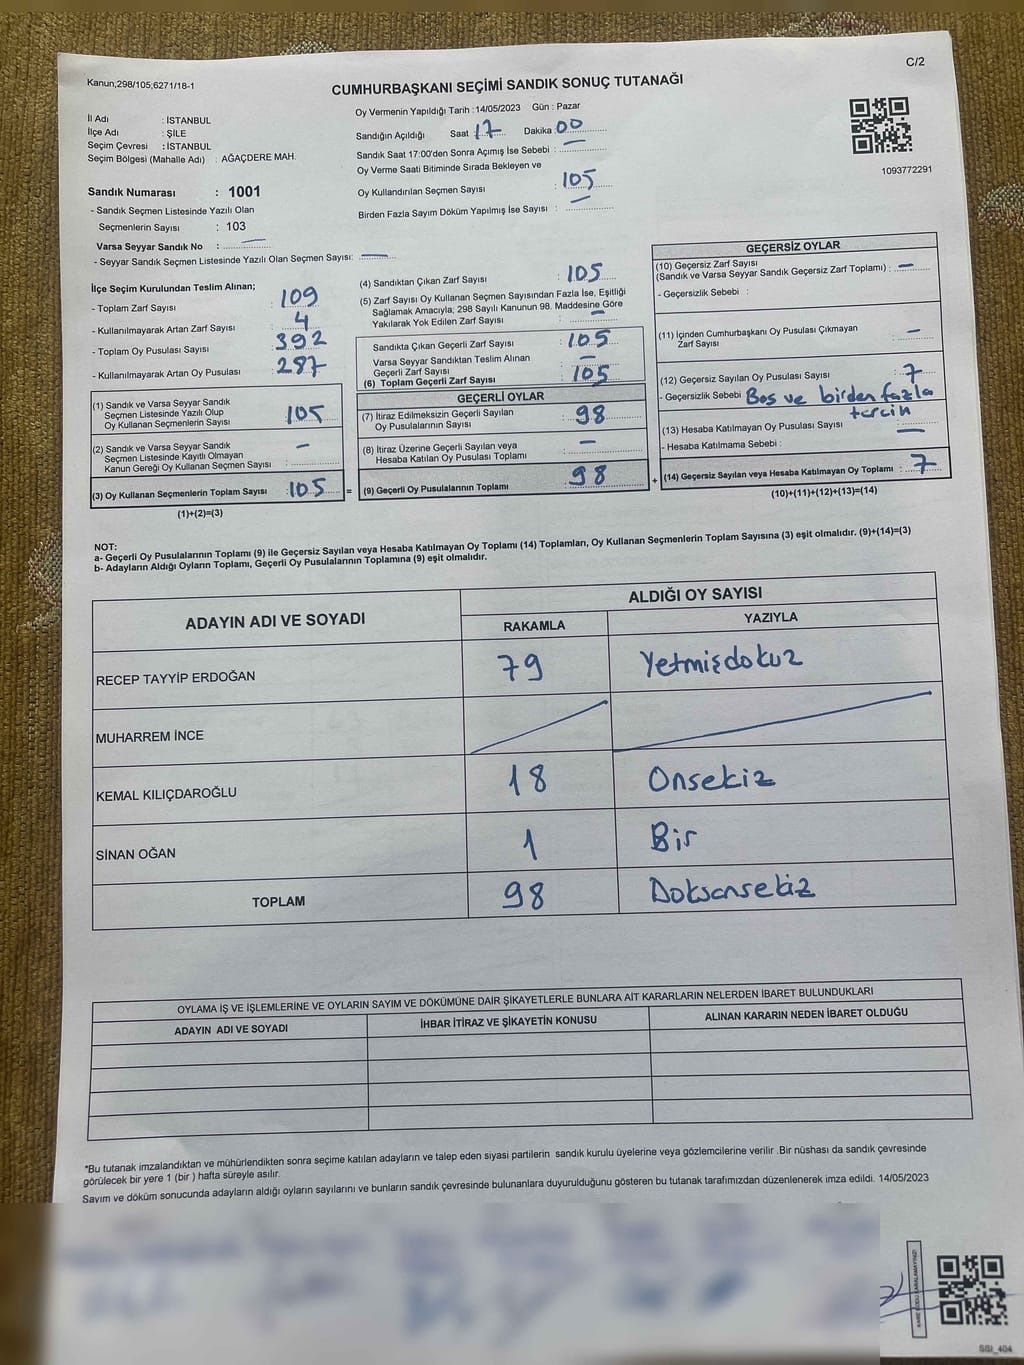 C/2
Kanun;298/105;6271/18-1
CUMHURBAŞKANI SEÇİMİ SANDIK SONUÇ TUTANAĞI
İl Adı : İSTANBUL
İlçe Adı : ŞİLE
Seçim Çevresi : İSTANBUL
Seçim Bölgesi (Mahalle Adı) : AĞAÇDERE MAH.
Sandık Numarası : 1001
- Sandık Seçmen Listesinde Yazılı Olan
Seçmenlerin Sayısı : 103
Varsa Seyyar Sandık No : —
- Seyyar Sandık Seçmen Listesinde Yazılı Olan Seçmen Sayısı: —
Oy Vermenin Yapıldığı Tarih : 14/05/2023 Gün : Pazar
Sandığın Açıldığı Saat 17 Dakika 00
Sandık Saat 17:00'den Sonra Açımış İse Sebebi : —
Oy Verme Saati Bitiminde Sırada Bekleyen ve
Oy Kullandırılan Seçmen Sayısı : 105
Birden Fazla Sayım Döküm Yapılmış İse Sayısı : —
1093772291
İlçe Seçim Kurulundan Teslim Alınan;
- Toplam Zarf Sayısı : 109
- Kullanılmayarak Artan Zarf Sayısı : 4
- Toplam Oy Pusulası Sayısı : 392
- Kullanılmayarak Artan Oy Pusulası : 287
(1) Sandık ve Varsa Seyyar Sandık
Seçmen Listesinde Yazılı Olup
Oy Kullanan Seçmenlerin Sayısı : 105
(2) Sandık ve Varsa Seyyar Sandık
Seçmen Listesinde Kayıtlı Olmayan
Kanun Gereği Oy Kullanan Seçmen Sayısı : —
(3) Oy Kullanan Seçmenlerin Toplam Sayısı : 105 =
(1)+(2)=(3)
(4) Sandıktan Çıkan Zarf Sayısı : 105
(5) Zarf Sayısı Oy Kullanan Seçmen Sayısından Fazla İse, Eşitliği
Sağlamak Amacıyla; 298 Sayılı Kanunun 98. Maddesine Göre
Yakılarak Yok Edilen Zarf Sayısı : —
Sandıkta Çıkan Geçerli Zarf Sayısı : 105
Varsa Seyyar Sandıktan Teslim Alınan
Geçerli Zarf Sayısı : —
(6) Toplam Geçerli Zarf Sayısı : 105
GEÇERLİ OYLAR
(7) İtiraz Edilmeksizin Geçerli Sayılan
Oy Pusulalarının Sayısı : 98
(8) İtiraz Üzerine Geçerli Sayılan veya
Hesaba Katılan Oy Pusulası Toplamı : —
(9) Geçerli Oy Pusulalarının Toplamı : 98 +
GEÇERSİZ OYLAR
(10) Geçersiz Zarf Sayısı
(Sandık ve Varsa Seyyar Sandık Geçersiz Zarf Toplamı) : —
- Geçersizlik Sebebi :
(11) İçinden Cumhurbaşkanı Oy Pusulası Çıkmayan
Zarf Sayısı : —
(12) Geçersiz Sayılan Oy Pusulası Sayısı : 7
- Geçersizlik Sebebi Boş ve birden fazla
tercih
(13) Hesaba Katılmayan Oy Pusulası Sayısı : —
- Hesaba Katılmama Sebebi :
(14) Geçersiz Sayılan veya Hesaba Katılmayan Oy Toplamı : 7
(10)+(11)+(12)+(13)=(14)
NOT:
a- Geçerli Oy Pusulalarının Toplamı (9) ile Geçersiz Sayılan veya Hesaba Katılmayan Oy Toplamı (14) Toplamları, Oy Kullanan Seçmenlerin Toplam Sayısına (3) eşit olmalıdır. (9)+(14)=(3)
b- Adayların Aldığı Oyların Toplamı, Geçerli Oy Pusulalarının Toplamına (9) eşit olmalıdır.
ADAYIN ADI VE SOYADI
ALDIĞI OY SAYISI
RAKAMLA YAZIYLA
RECEP TAYYİP ERDOĞAN 79 Yetmişdokuz
MUHARREM İNCE
KEMAL KILIÇDAROĞLU 18 Onsekiz
SİNAN OĞAN 1 Bir
TOPLAM 98 Doksansekiz
OYLAMA İŞ VE İŞLEMLERİNE VE OYLARIN SAYIM VE DÖKÜMÜNE DAİR ŞİKAYETLERLE BUNLARA AİT KARARLARIN NELERDEN İBARET BULUNDUKLARI
ADAYIN ADI VE SOYADI İHBAR İTİRAZ VE ŞİKAYETİN KONUSU ALINAN KARARIN NEDEN İBARET OLDUĞU
*Bu tutanak imzalandıktan ve mühürlendikten sonra seçime katılan adayların ve talep eden siyasi partilerin sandık kurulu üyelerine veya gözlemcilerine verilir .Bir nüshası da sandık çevresinde
görülecek bir yere 1 (bir ) hafta süreyle asılır.
Sayım ve döküm sonucunda adayların aldığı oyların sayılarını ve bunların sandık çevresinde bulunanlara duyurulduğunu gösteren bu tutanak tarafımızdan düzenlenerek imza edildi. 14/05/2023
KARE KODU KARALAMAYINIZ!
SSI_404